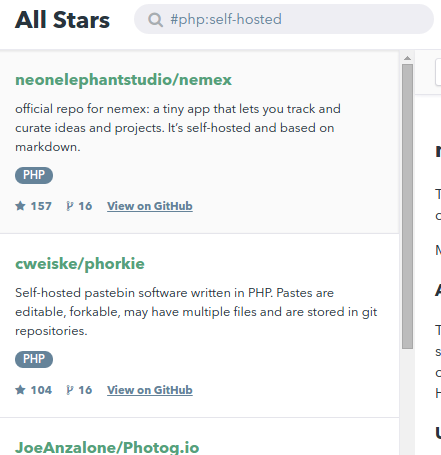 All Stars
#php:self-hosted
neonelephantstudio/nemex
official repo for nemex: a tiny app that lets you track and
curate ideas and projects. It's self-hosted and based on
markdown.
PHP
157 16 View on GitHub
cweiske/phorkie
Self-hosted pastebin software written in PHP. Pastes are
editable, forkable, may have multiple files and are stored in git
repositories.
PHP
104 16 View on GitHub
JoeAnzalone/Photog.io